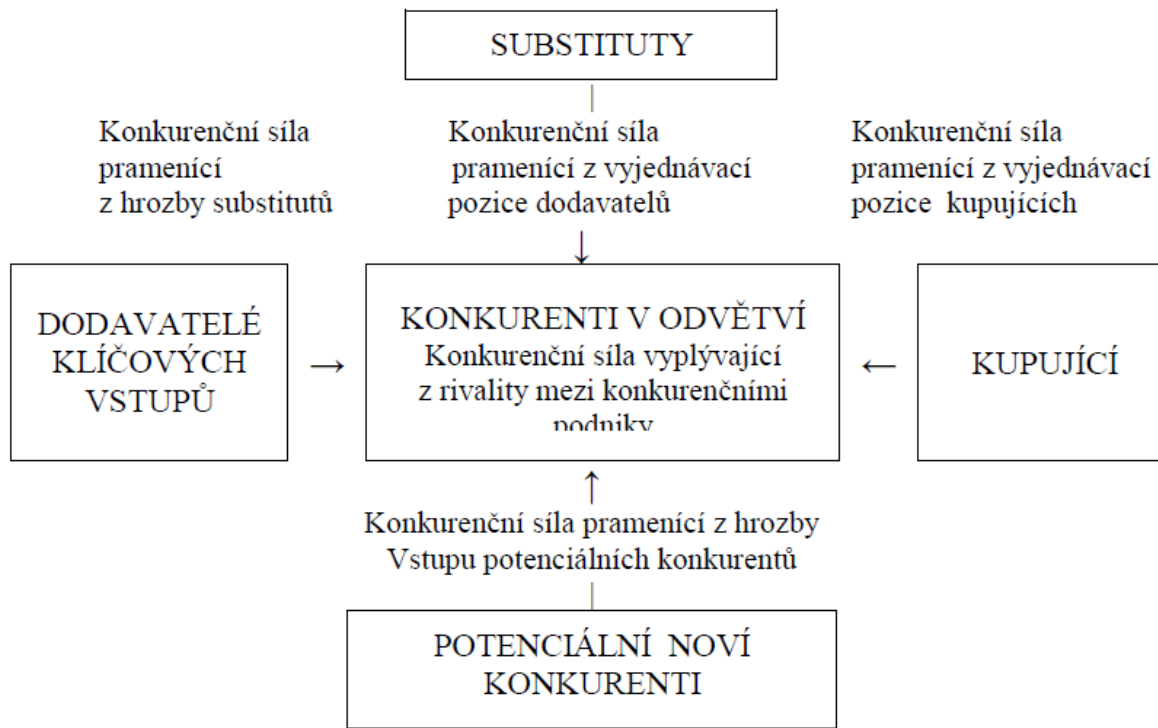 SUBSTITUTY
Konkurenční síla
pramenící
z hrozby substitutů
Konkurenční síla
pramenící z vyjednávací
pozice dodavatelů
Konkurenční síla
pramenící z vyjednávací
pozice kupujících
DODAVATELÉ
KLÍČOVÝCH
VSTUPŮ
KONKURENTI V ODVĚTVÍ
Konkurenční síla vyplývající
z rivality mezi konkurenčními
podniky
KUPUJÍCÍ
Konkurenční síla pramenící z hrozby
Vstupu potenciálních konkurentů
POTENCIÁLNÍ NOVÍ
KONKURENTI